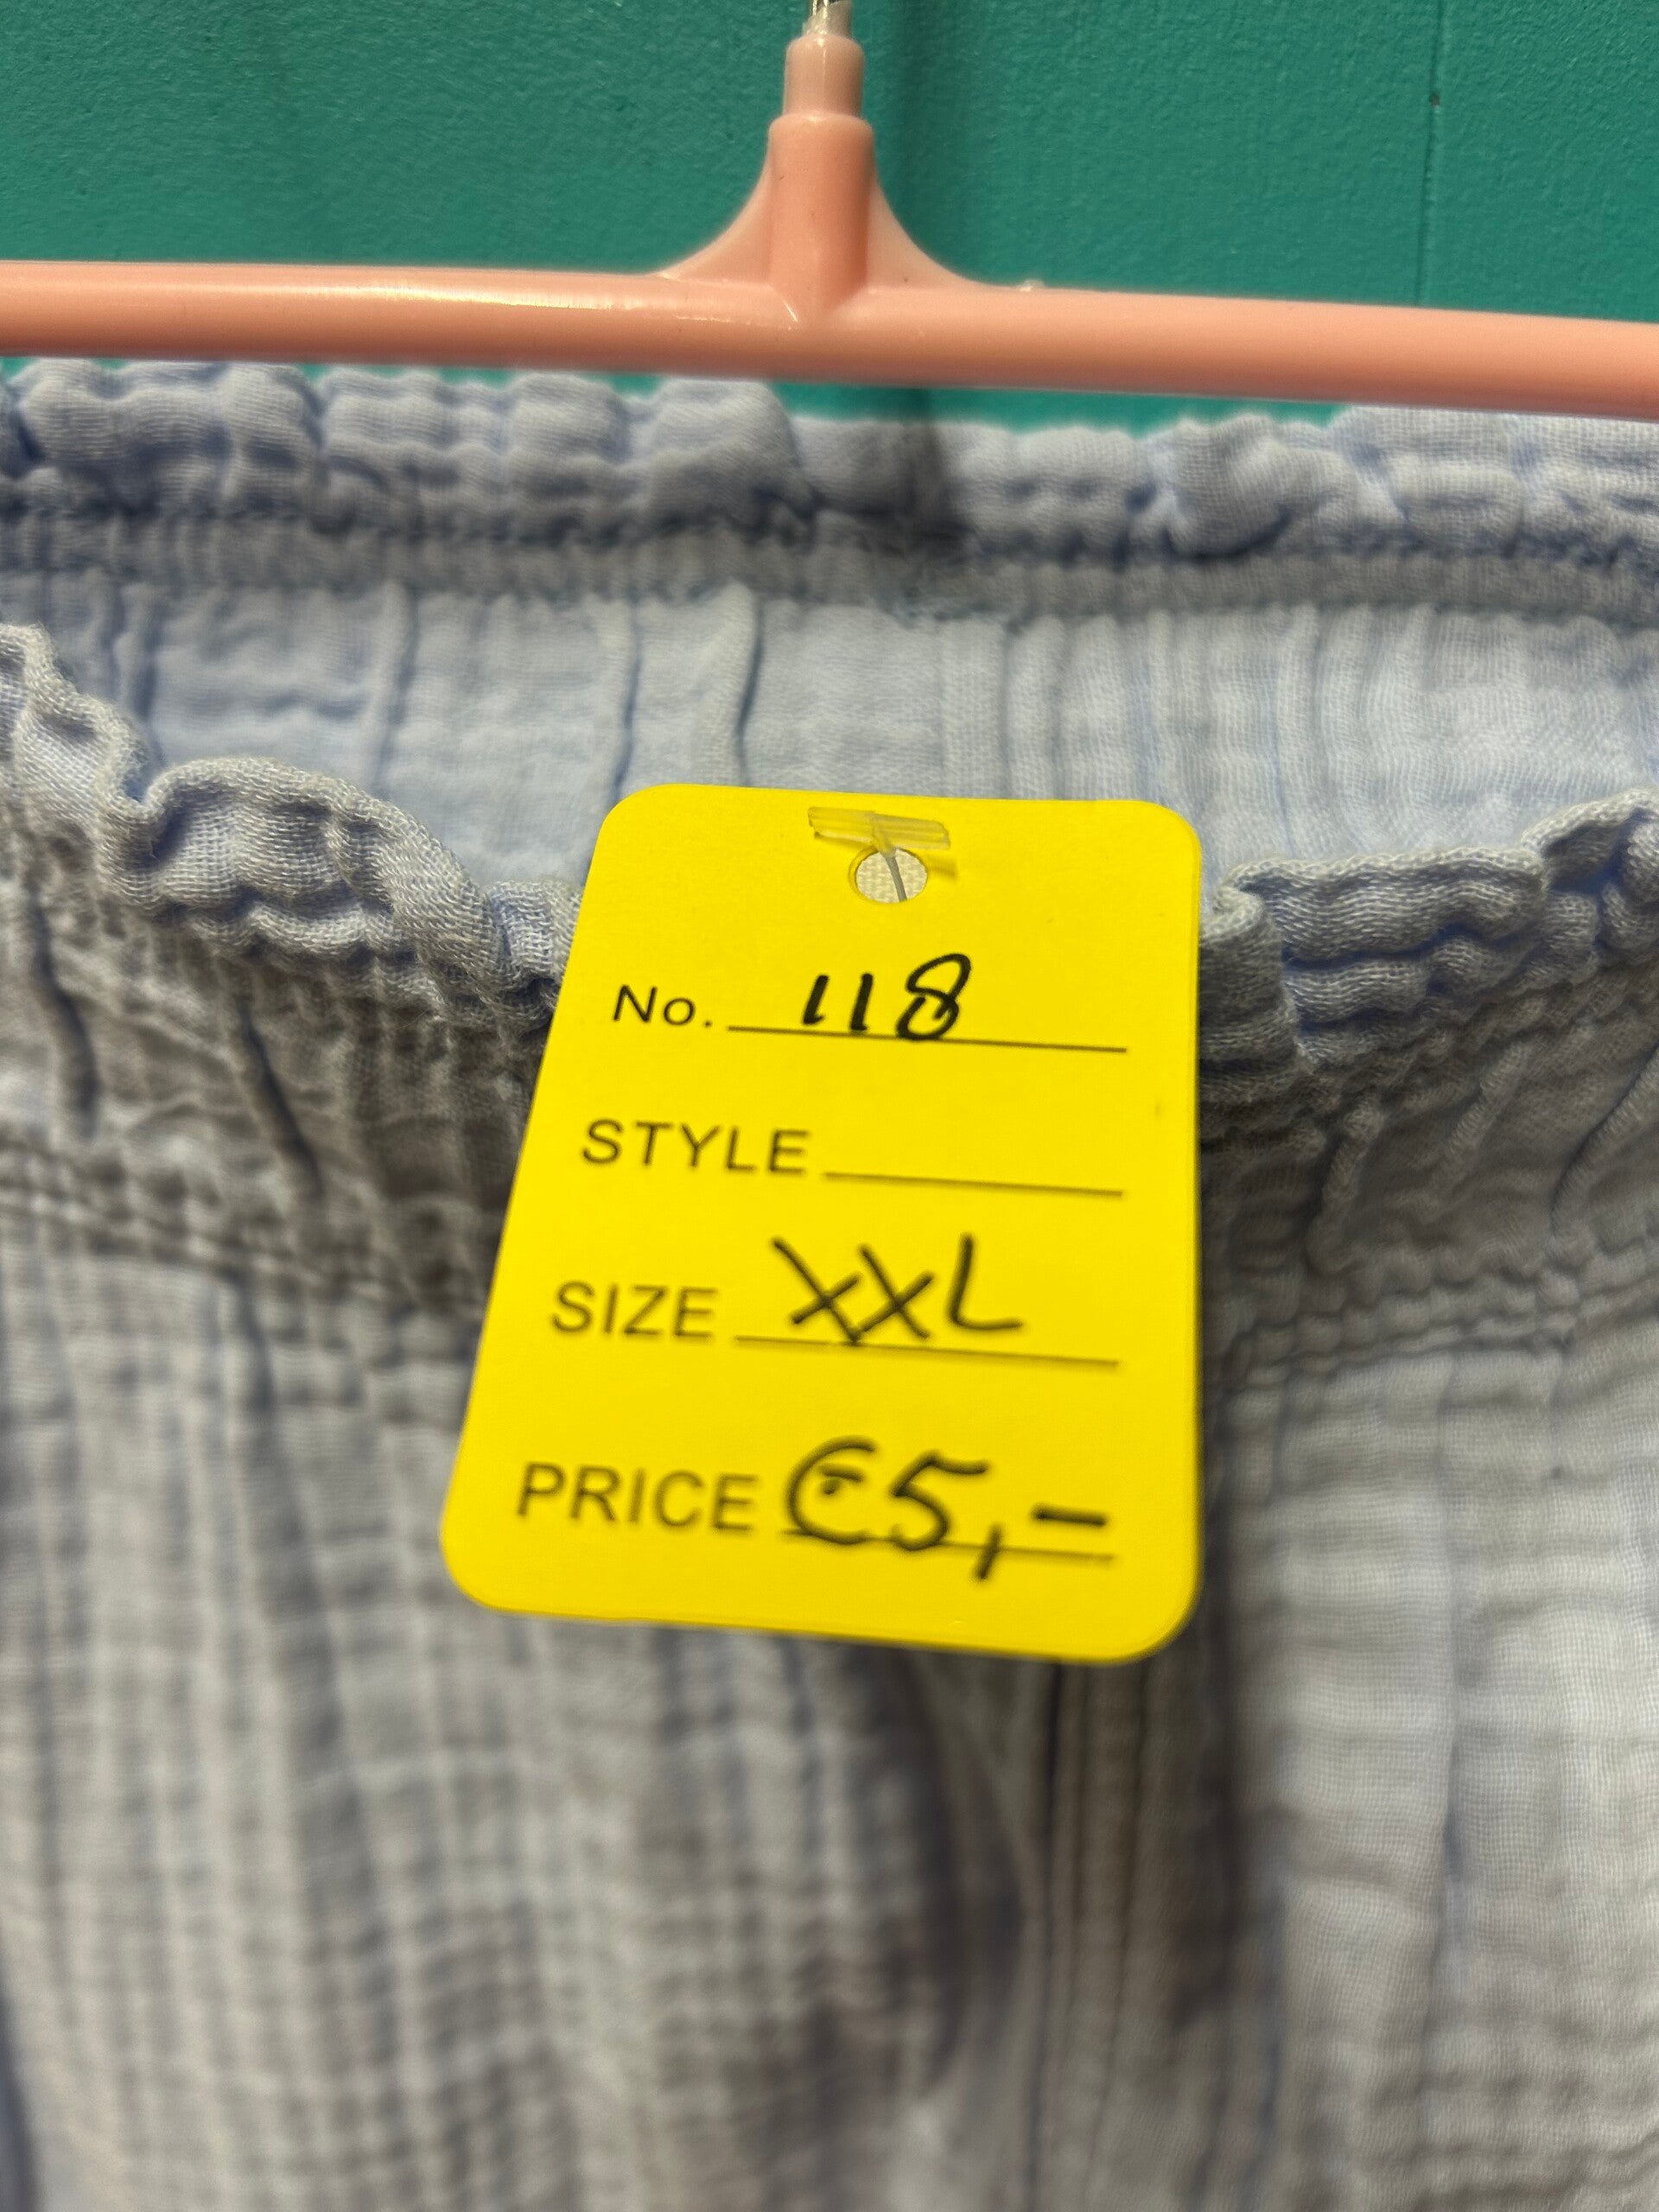 No. 118
STYLE
SIZE XXL
PRICE €5,-